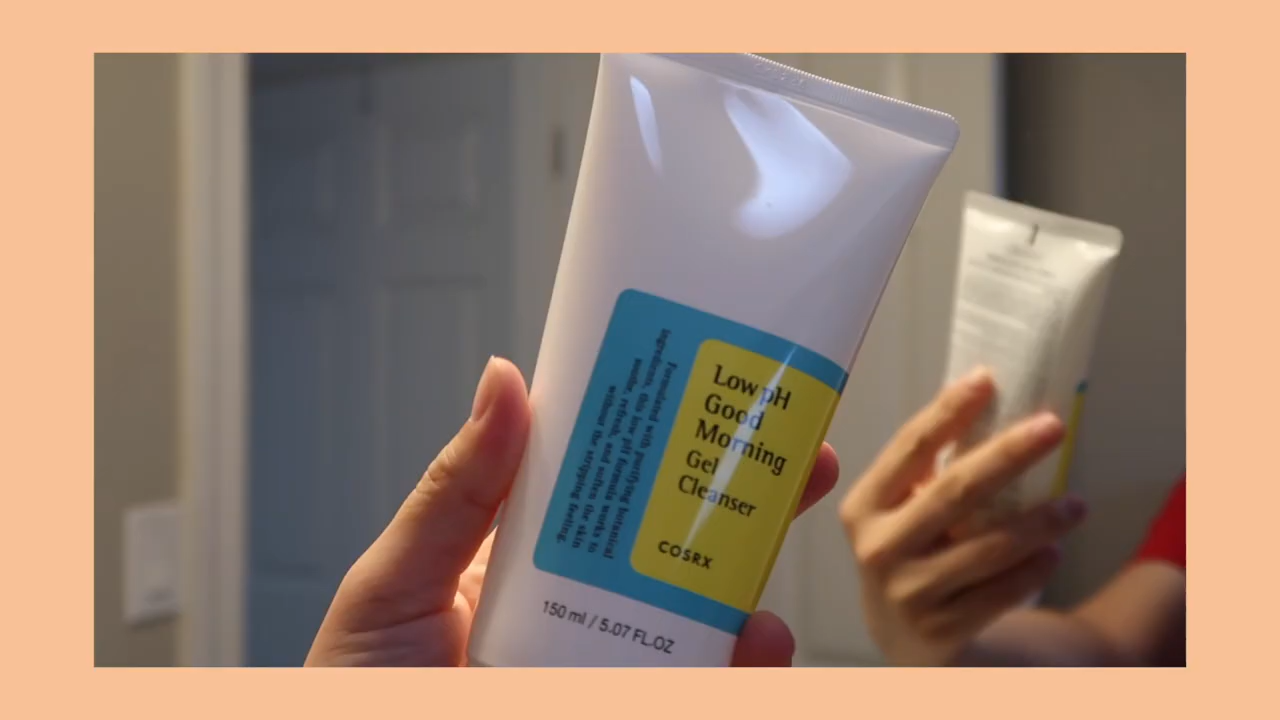 Low pH
Good
Morning
Gel
Cleanser
COSRX
Formulated with purifying botanical
ingredients, this low pH formula works to
soothe, refresh, and soften the skin
without the stripping feeling.
150 ml / 5.07 FL.OZ